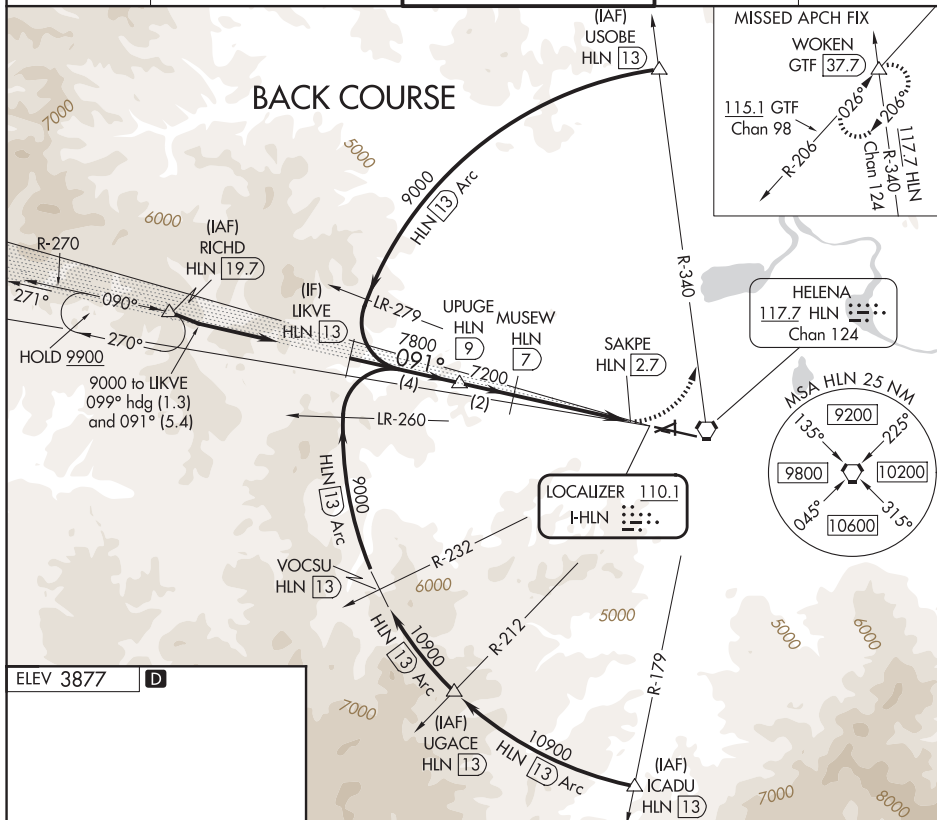 BACK COURSE
(IAF)
USOBE
HLN 13
MISSED APCH FIX
WOKEN
GTF 37.7
115.1 GTF
Chan 98
026°
206°
R-206
117.7 HLN
Chan 124
R-340
7000
5000
6000
9000
HLN 13 Arc
R-340
(IAF)
RICHD
HLN 19.7
R-270
271°
090°
270°
HOLD 9900
9000 to LIKVE
099° hdg (1.3)
and 091° (5.4)
(IF)
LIKVE
HLN 13
LR-279
UPUGE
HLN
9
MUSEW
HLN
7
7800
091°
(4)
7200
(2)
SAKPE
HLN 2.7
HELENA
117.7 HLN
Chan 124
LR-260
9000
HLN 13 Arc
LOCALIZER 110.1
I-HLN
MSA HLN 25 NM
9200
135°
225°
9800
10200
045°
315°
10600
VOCSU
HLN 13
R-232
6000
R-212
5000
R-179
5000
6000
10900
HLN 13 Arc
ELEV 3877 D
7000
(IAF)
UGACE
HLN 13
10900
HLN 13 Arc
(IAF)
ICADU
HLN 13
7000
8000